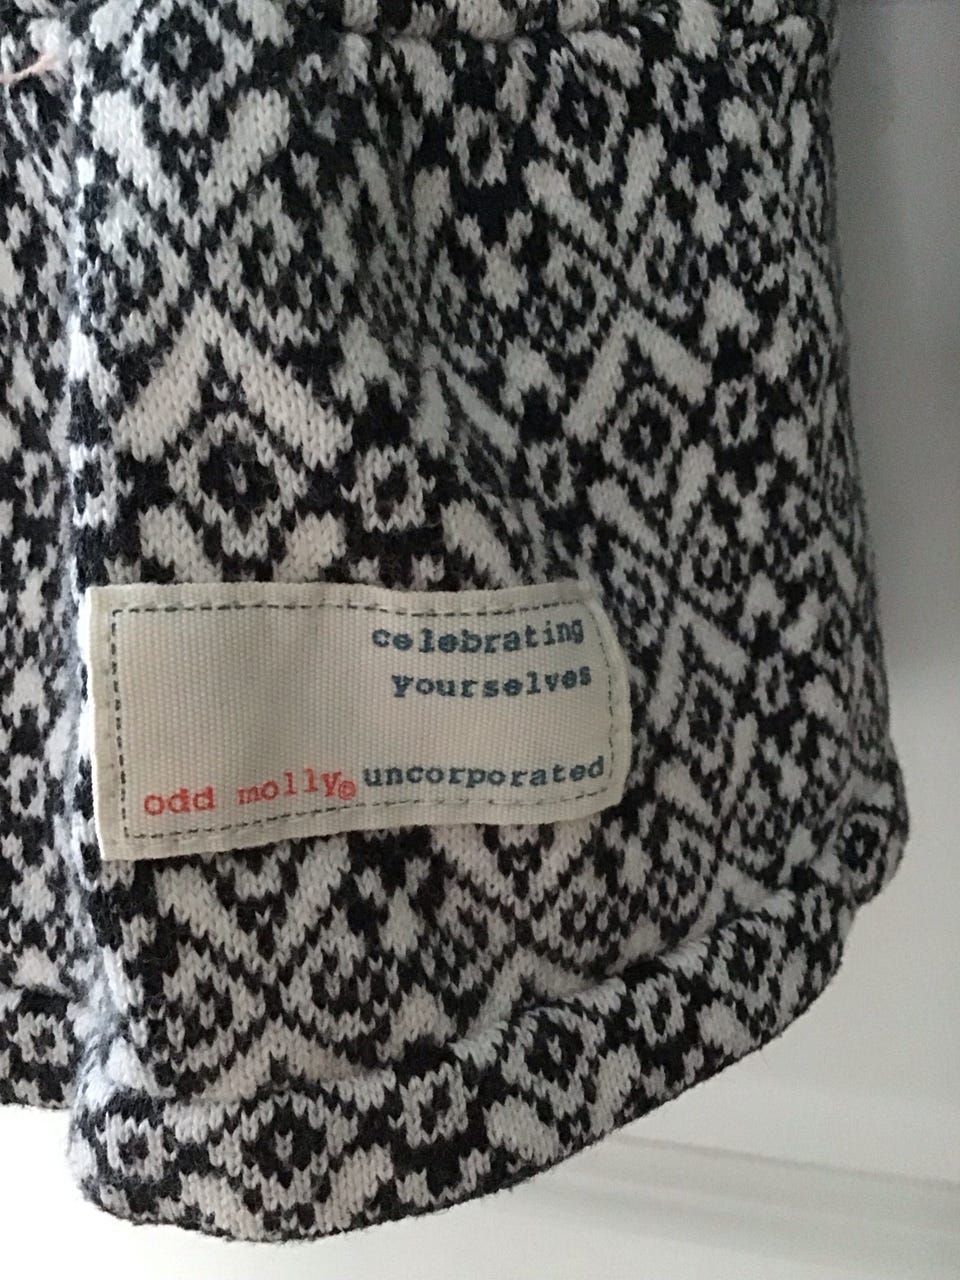 celebrating
yourselves
odd molly® uncorporated